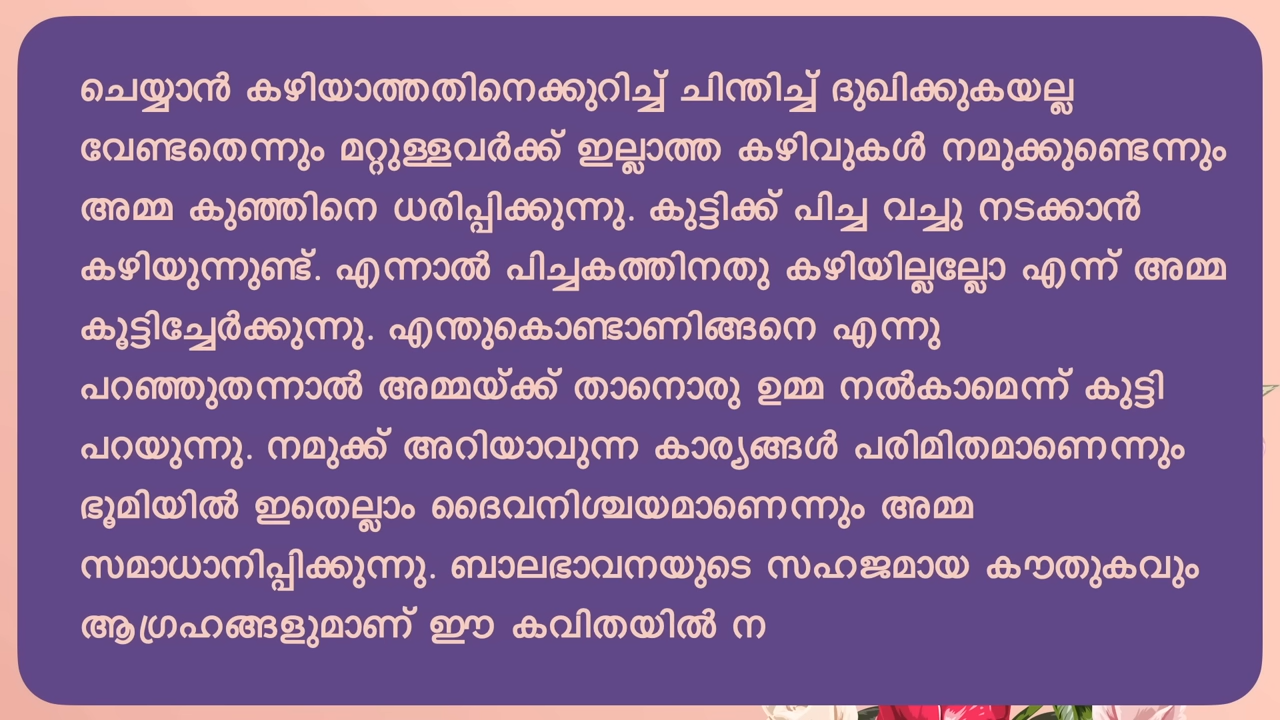 ചെയ്യാൻ കഴിയാത്തതിനെക്കുറിച്ച് ചിന്തിച്ച് ദുഖിക്കുകയല്ല
വേണ്ടതെന്നും മറ്റുള്ളവർക്ക് ഇല്ലാത്ത കഴിവുകൾ നമുക്കുണ്ടെന്നും
അമ്മ കുഞ്ഞിനെ ധരിപ്പിക്കുന്നു. കുട്ടിക്ക് പിച്ച വച്ചു നടക്കാൻ
കഴിയുന്നുണ്ട്. എന്നാൽ പിച്ചകത്തിനതു കഴിയില്ലല്ലോ എന്ന് അമ്മ
കൂട്ടിച്ചേർക്കുന്നു. എന്തുകൊണ്ടാണിങ്ങനെ എന്നു
പറഞ്ഞുതന്നാൽ അമ്മയ്ക്ക് താനൊരു ഉമ്മ നൽകാമെന്ന് കുട്ടി
പറയുന്നു. നമുക്ക് അറിയാവുന്ന കാര്യങ്ങൾ പരിമിതമാണെന്നും
ഭൂമിയിൽ ഇതെല്ലാം ദൈവനിശ്ചയമാണെന്നും അമ്മ
സമാധാനിപ്പിക്കുന്നു. ബാലഭാവനയുടെ സഹജമായ കൗതുകവും
ആഗ്രഹങ്ങളുമാണ് ഈ കവിതയിൽ ന